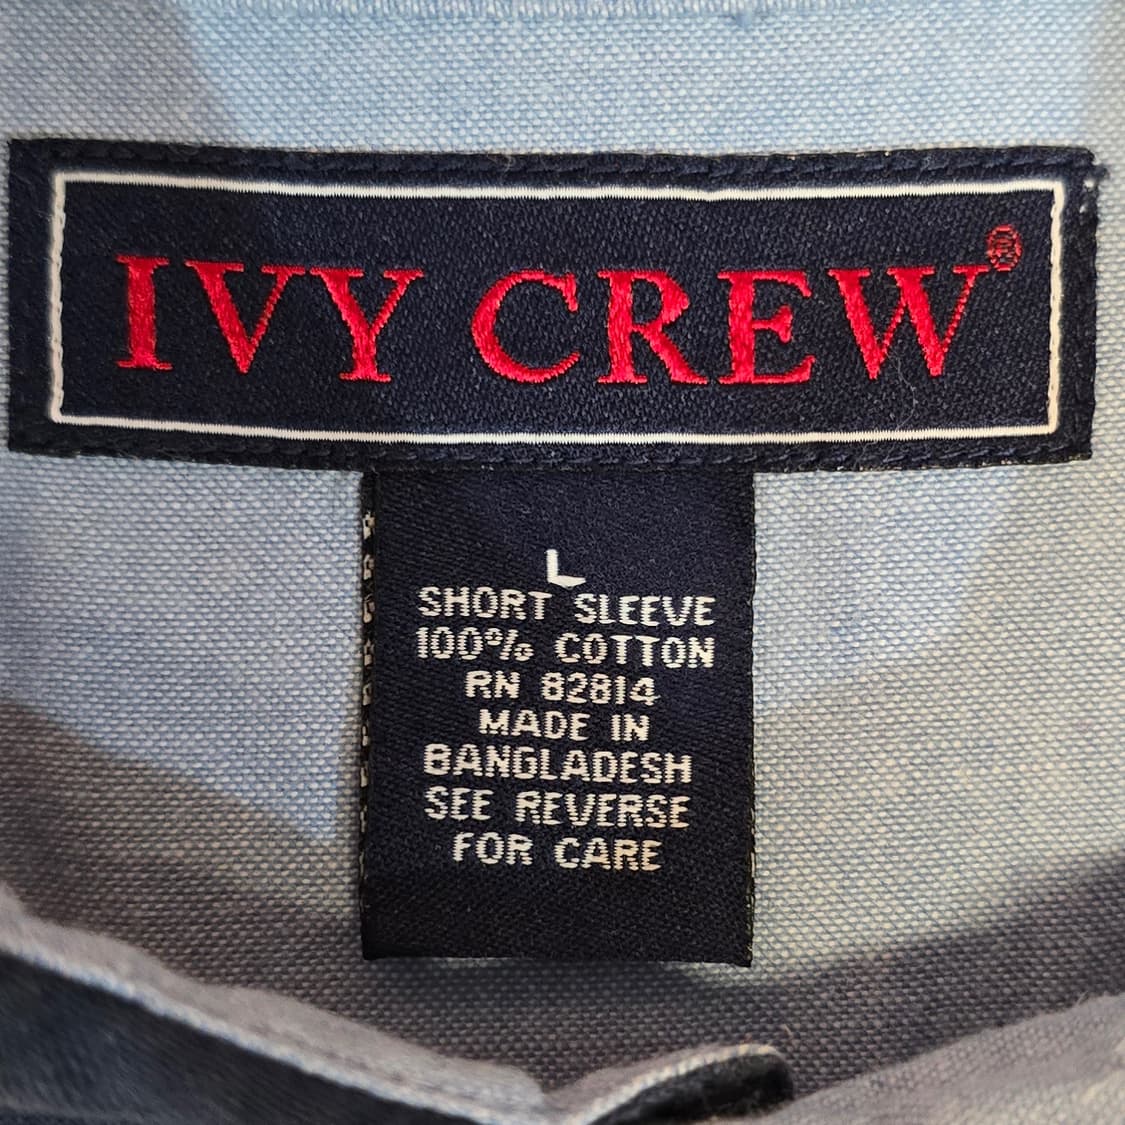 IVY CREW®
L
SHORT SLEEVE
100% COTTON
RN 82814
MADE IN
BANGLADESH
SEE REVERSE
FOR CARE